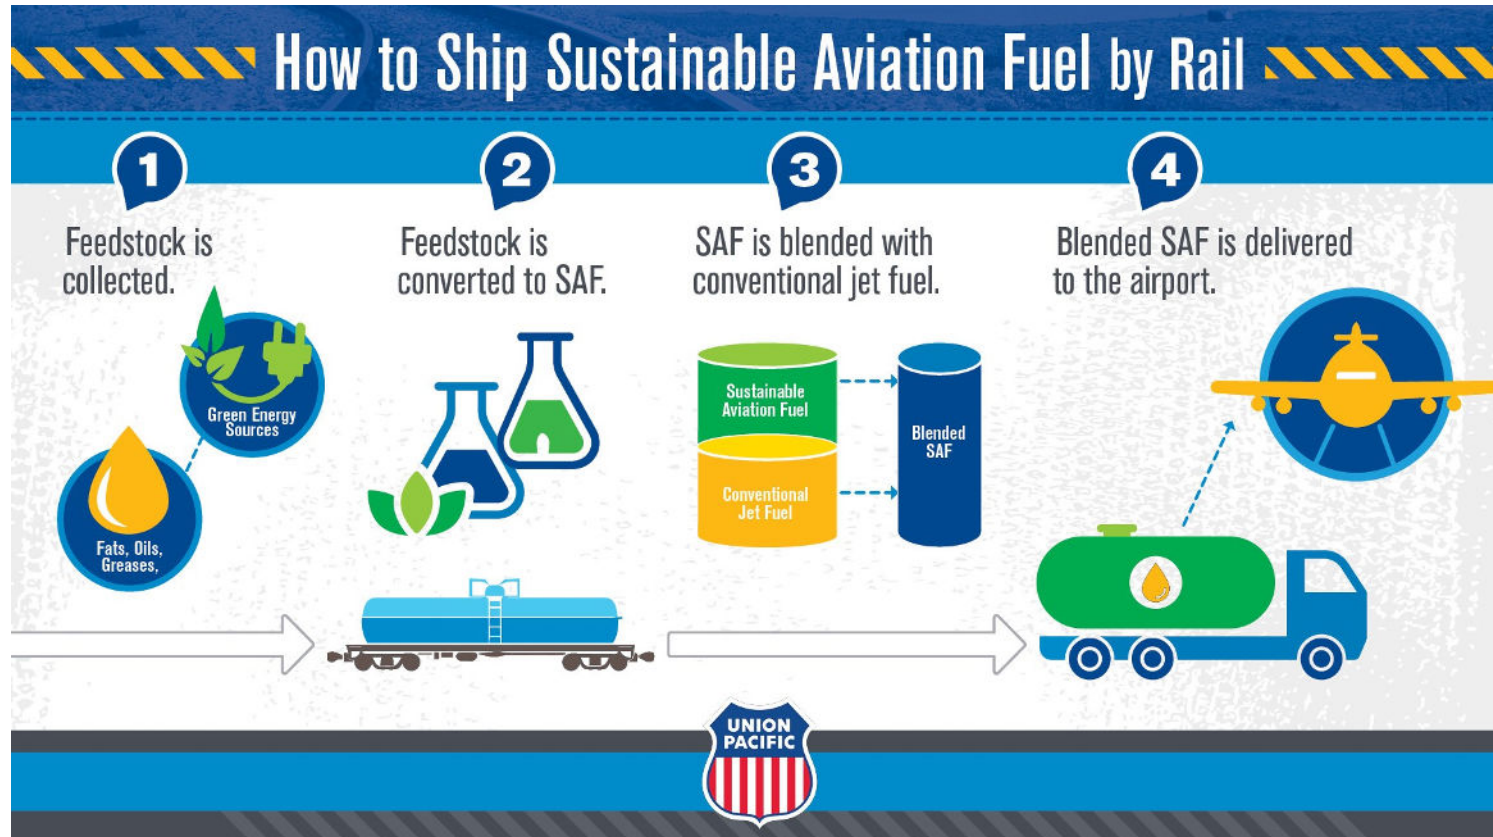 How to Ship Sustainable Aviation Fuel by Rail
1
Feedstock is
collected.
Green Energy
Sources
Fats, Oils,
Greases,
2
Feedstock is
converted to SAF.
3
SAF is blended with
conventional jet fuel.
Sustainable
Aviation Fuel
Conventional
Jet Fuel
Blended
SAF
4
Blended SAF is delivered
to the airport.
UNION
PACIFIC